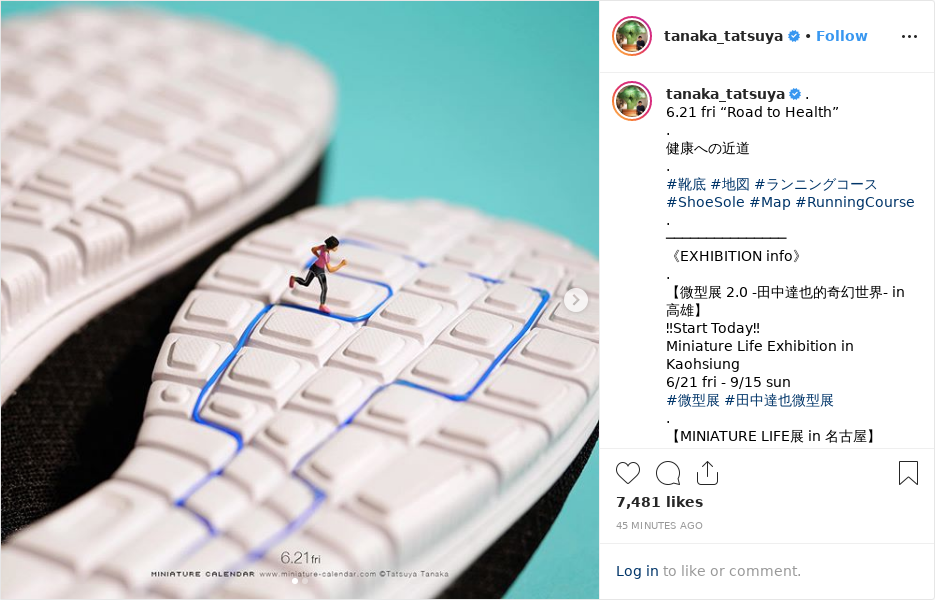 tanaka_tatsuya • Follow
tanaka_tatsuya .
6.21 fri “Road to Health”
.
健康への近道
.
#靴底 #地図 #ランニングコース
#ShoeSole #Map #RunningCourse
.
───────────────
《EXHIBITION info》
.
【微型展 2.0 -田中達也的奇幻世界- in
高雄】
‼Start Today‼
Miniature Life Exhibition in
Kaohsiung
6/21 fri - 9/15 sun
#微型展 #田中達也微型展
.
【MINIATURE LIFE展 in 名古屋】
7,481 likes
45 MINUTES AGO
Log in to like or comment.
6.21fri
MINIATURE CALENDAR www.miniature-calendar.com ©Tatsuya Tanaka